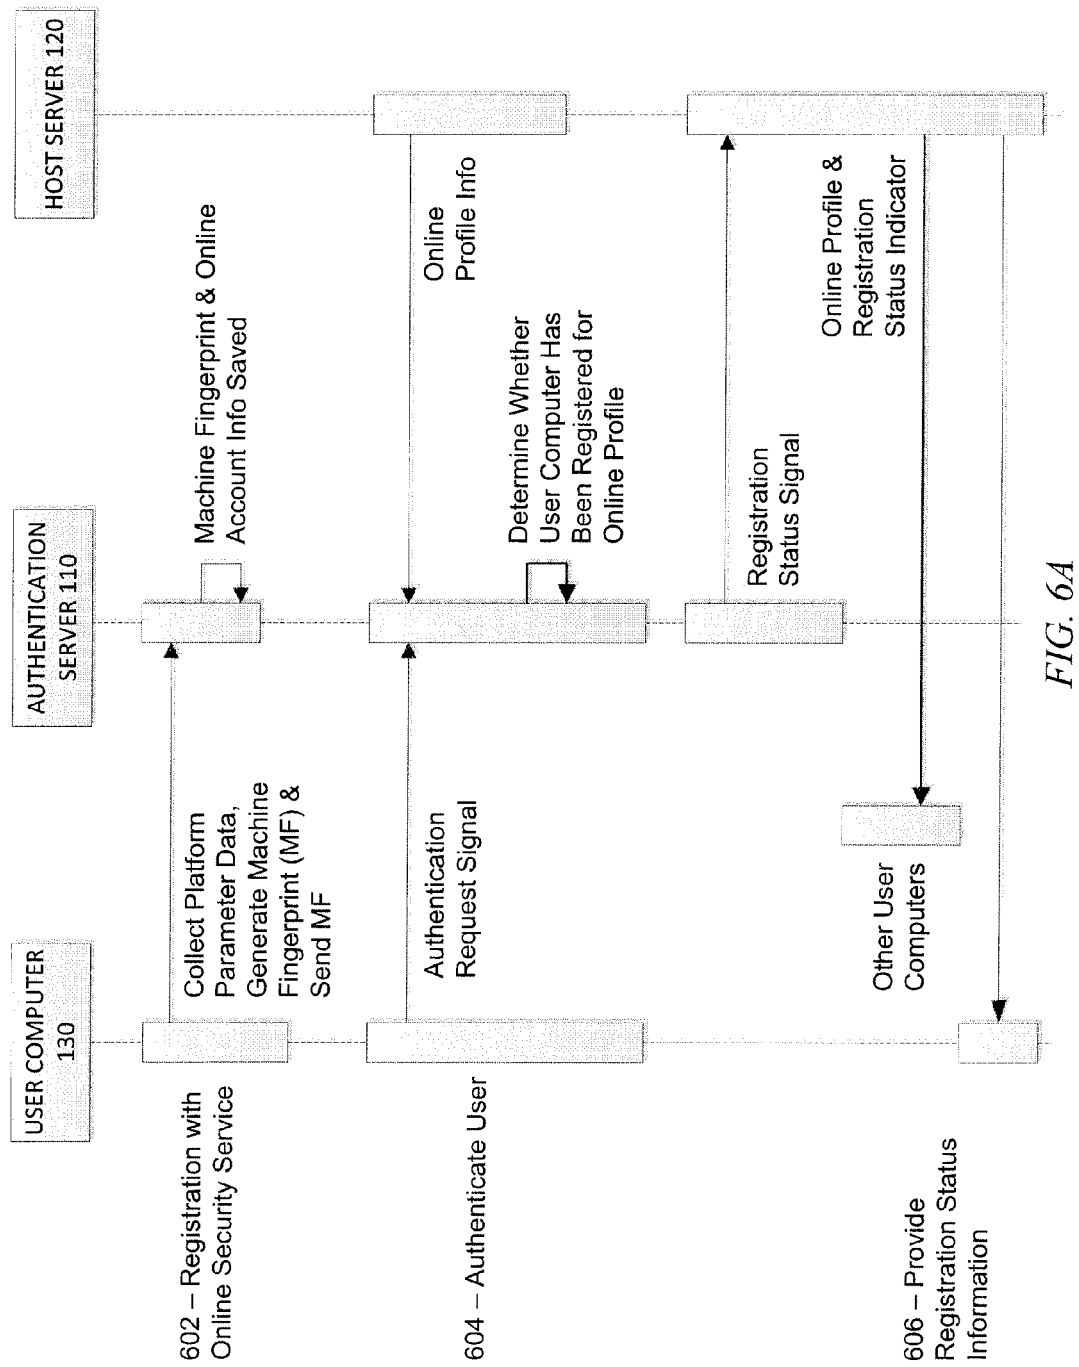 USER COMPUTER
130
AUTHENTICATION
SERVER 110
HOST SERVER 120
602 – Registration with
Online Security Service
Collect Platform
Parameter Data,
Generate Machine
Fingerprint (MF) &
Send MF
Machine Fingerprint & Online
Account Info Saved
604 – Authenticate User
Authentication
Request Signal
Online
Profile Info
Determine Whether
User Computer Has
Been Registered for
Online Profile
Registration
Status Signal
Online Profile &
Registration
Status Indicator
Other User
Computers
606 – Provide
Registration Status
Information
FIG. 6A